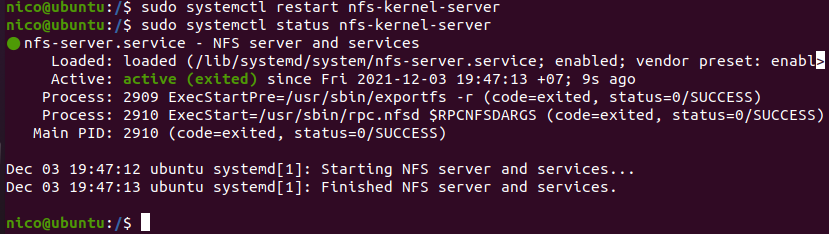 nico@ubuntu:/$ sudo systemctl restart nfs-kernel-server
nico@ubuntu:/$ sudo systemctl status nfs-kernel-server
● nfs-server.service - NFS server and services
     Loaded: loaded (/lib/systemd/system/nfs-server.service; enabled; vendor preset: enabl>
     Active: active (exited) since Fri 2021-12-03 19:47:13 +07; 9s ago
    Process: 2909 ExecStartPre=/usr/sbin/exportfs -r (code=exited, status=0/SUCCESS)
    Process: 2910 ExecStart=/usr/sbin/rpc.nfsd $RPCNFSDARGS (code=exited, status=0/SUCCESS)
   Main PID: 2910 (code=exited, status=0/SUCCESS)

Dec 03 19:47:12 ubuntu systemd[1]: Starting NFS server and services...
Dec 03 19:47:13 ubuntu systemd[1]: Finished NFS server and services.

nico@ubuntu:/$